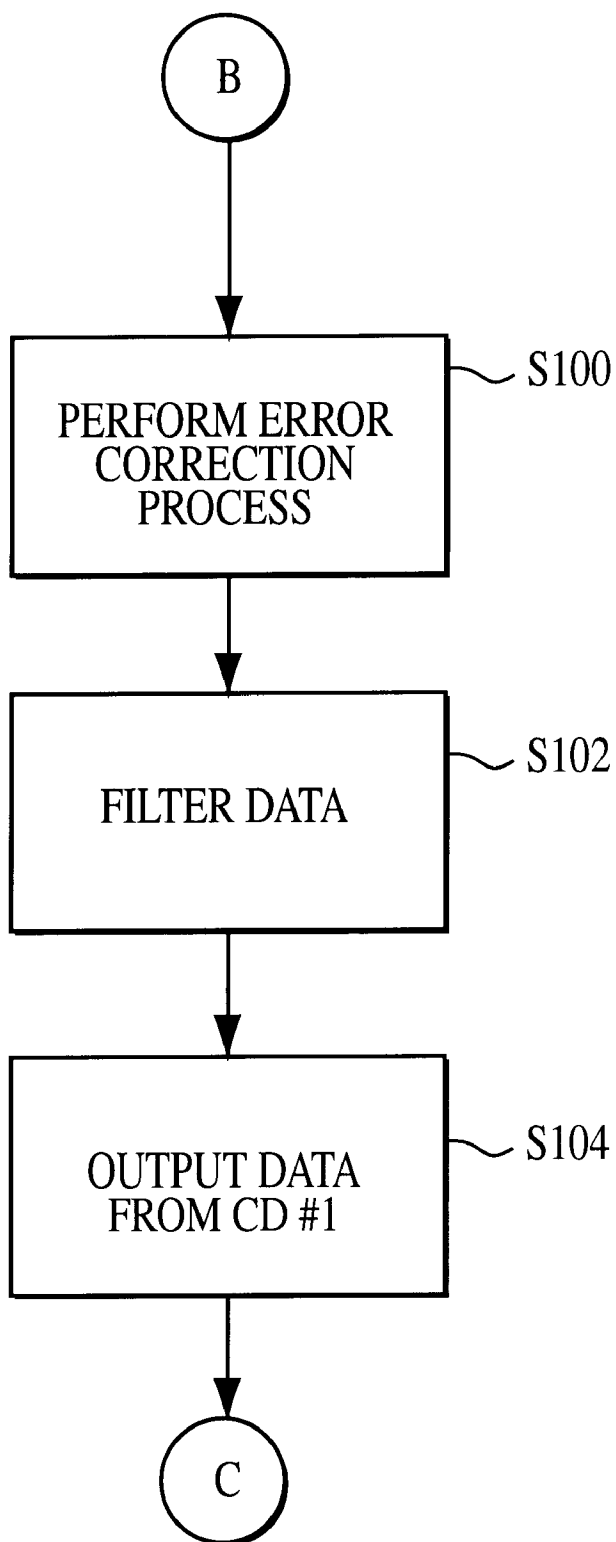 B
PERFORM ERROR
CORRECTION
PROCESS
S100
FILTER DATA
S102
OUTPUT DATA
FROM CD #1
S104
C